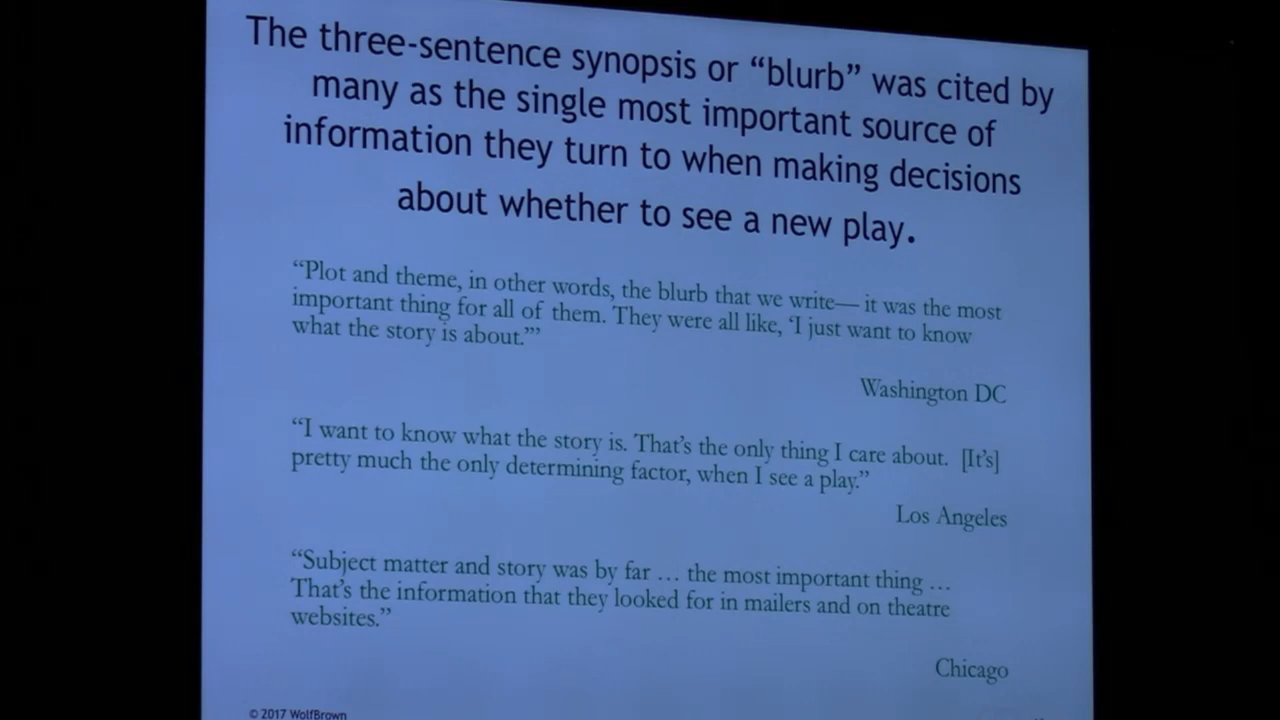 The three-sentence synopsis or “blurb” was cited by
many as the single most important source of
information they turn to when making decisions
about whether to see a new play.
“Plot and theme, in other words, the blurb that we write— it was the most
important thing for all of them. They were all like, ‘I just want to know
what the story is about.’”
Washington DC
“I want to know what the story is. That’s the only thing I care about. [It’s]
pretty much the only determining factor, when I see a play.”
Los Angeles
“Subject matter and story was by far … the most important thing …
That’s the information that they looked for in mailers and on theatre
websites.”
Chicago
© 2017 WolfBrown